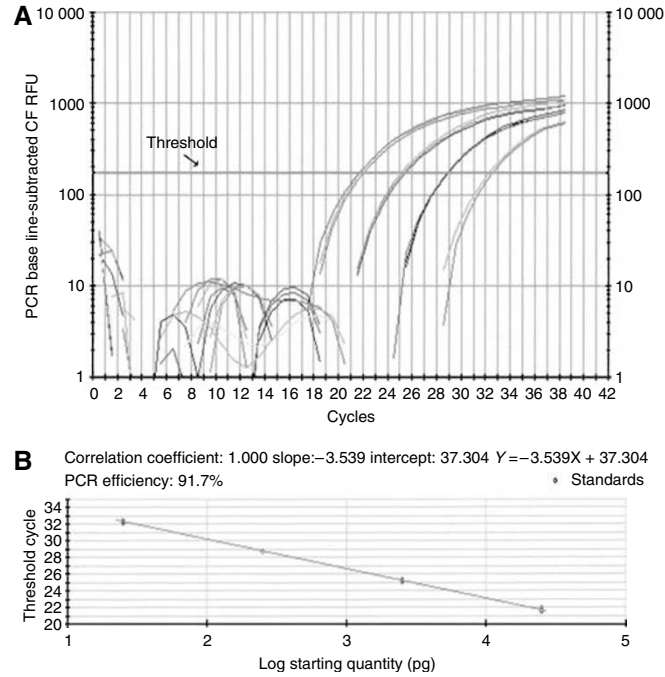 A
10 000
10 000
1000
1000
Threshold
100
100
10
10
1
1
0 2 4 6 8 10 12 14 16 18 20 22 24 26 28 30 32 34 36 38 40 42
PCR base line-subtracted CF RFU
Cycles
B
Correlation coefficient: 1.000 slope:−3.539 intercept: 37.304 Y=−3.539X + 37.304
PCR efficiency: 91.7%
Standards
34
32
30
28
26
24
22
20
Threshold cycle
1 2 3 4 5
Log starting quantity (pg)